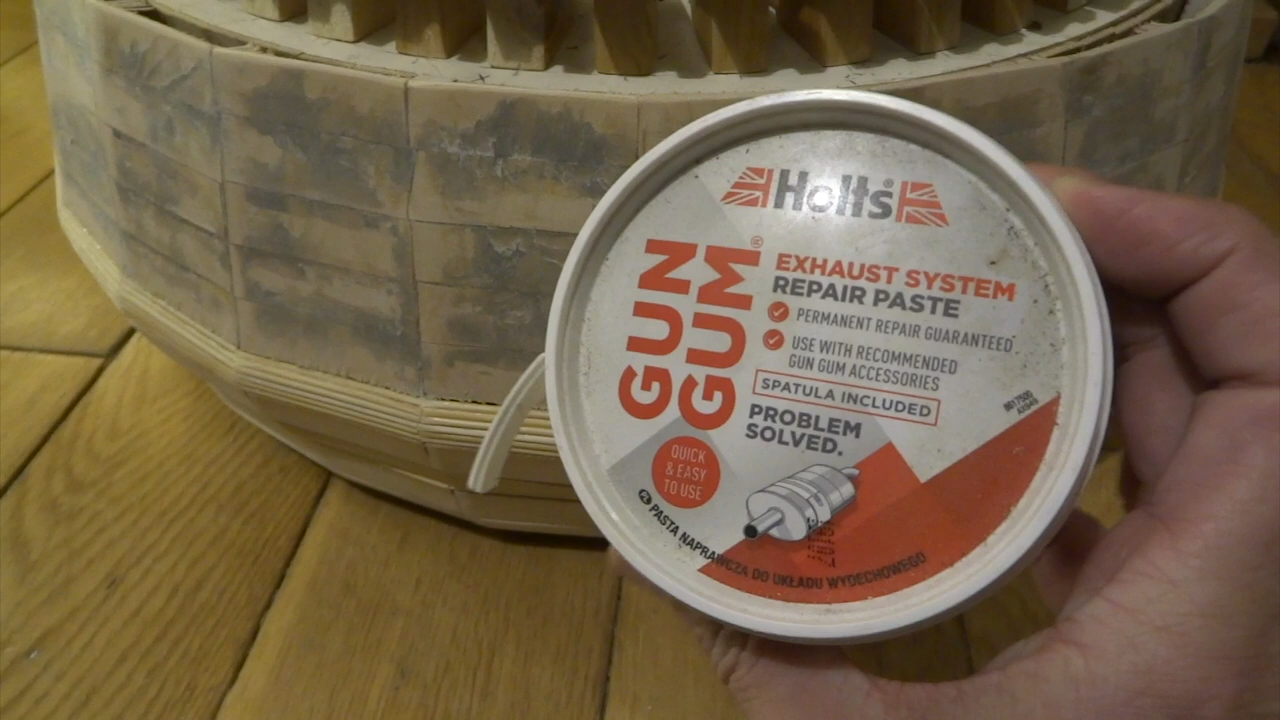 Holts®
GUN
GUM®
EXHAUST SYSTEM
REPAIR PASTE
PERMANENT REPAIR GUARANTEED*
USE WITH RECOMMENDED
GUN GUM ACCESSORIES
SPATULA INCLUDED
PROBLEM
SOLVED.
QUICK
& EASY
TO USE
PL PASTA NAPRAWCZA DO UKŁADU WYDECHOWEGO